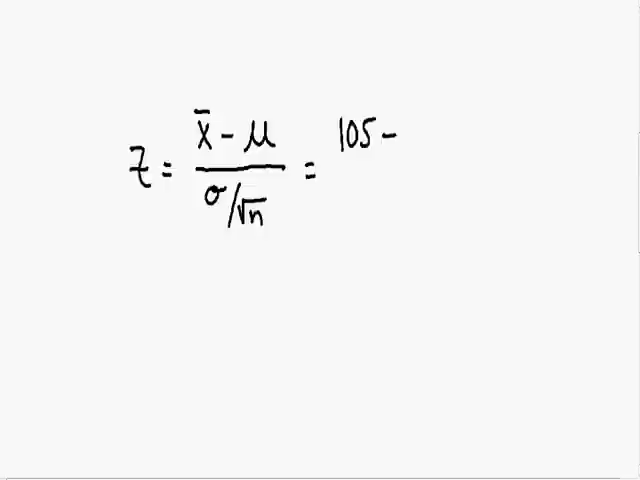 z = x̄ - μ / σ/√n = 105 -